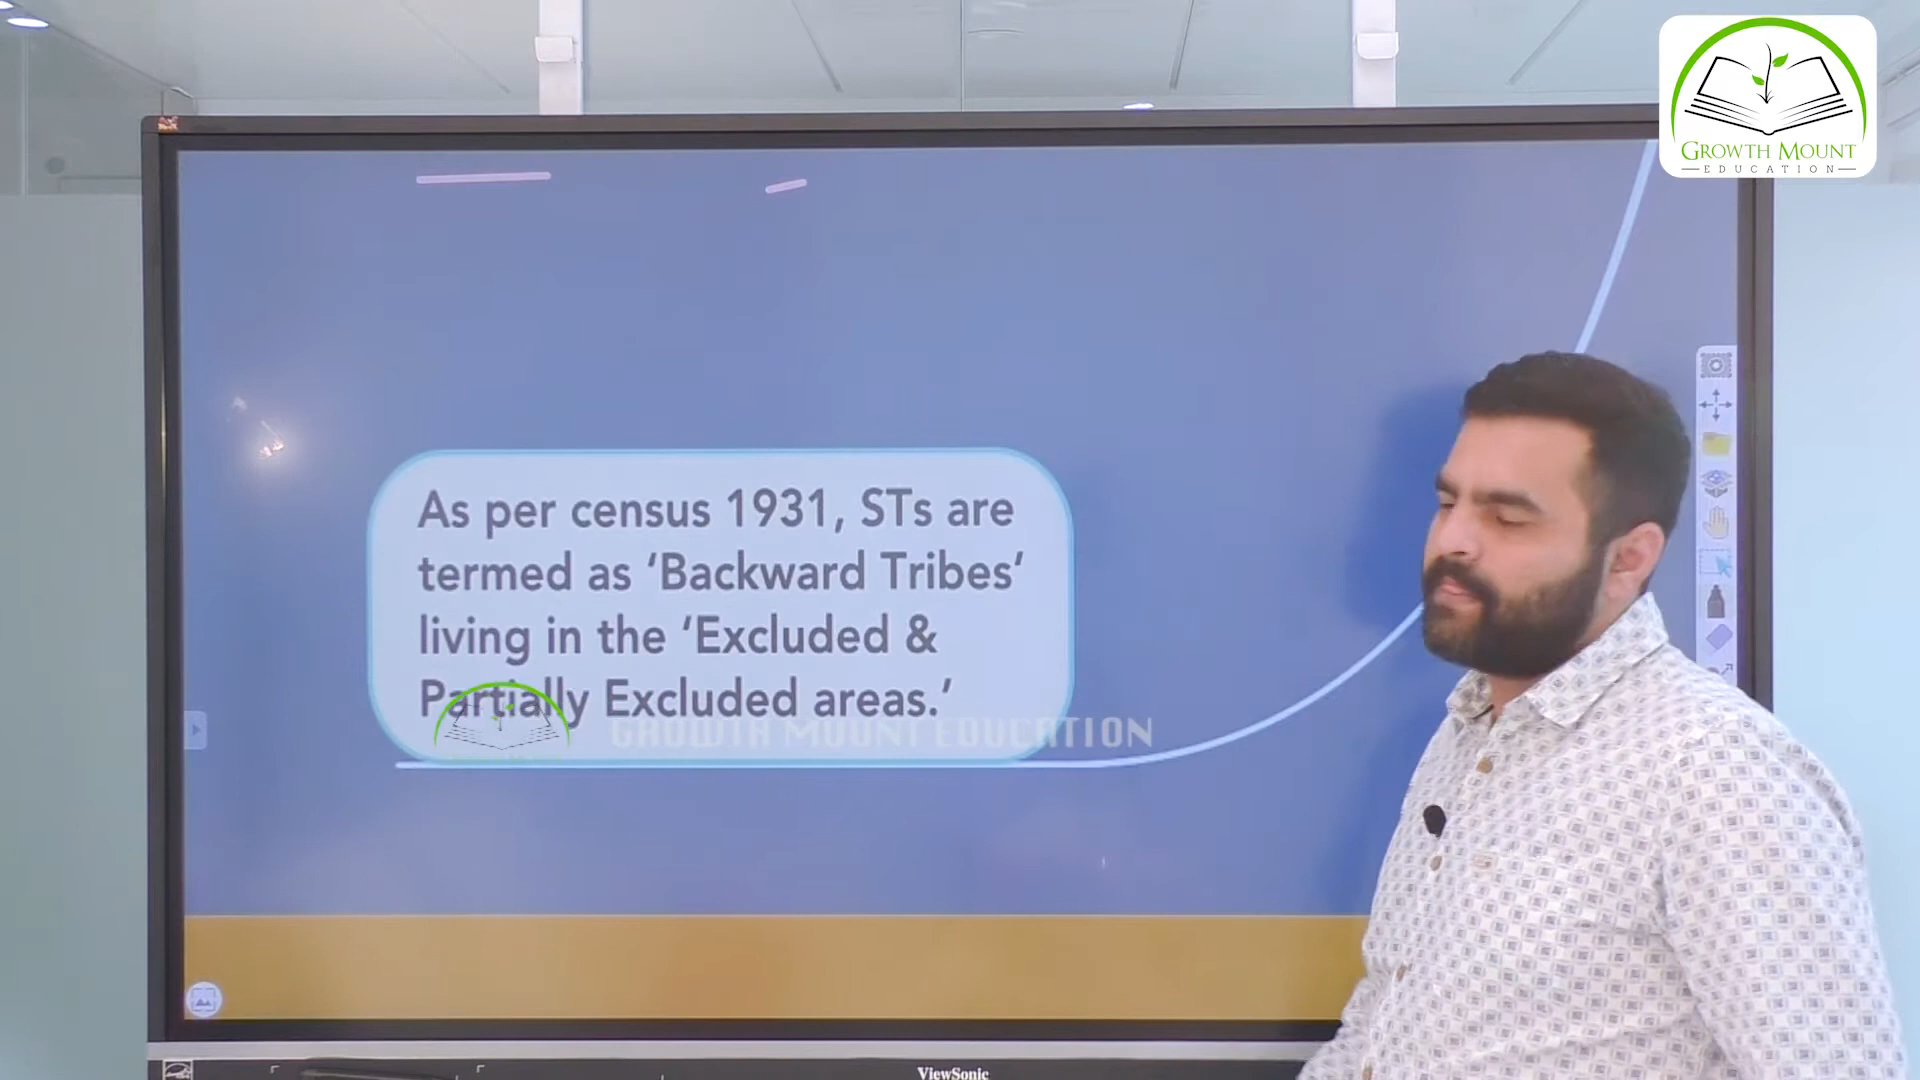 GROWTH MOUNT
EDUCATION
As per census 1931, STs are
termed as ‘Backward Tribes’
living in the ‘Excluded &
Partially Excluded areas.’
GROWTH MOUNT EDUCATION
ViewSonic